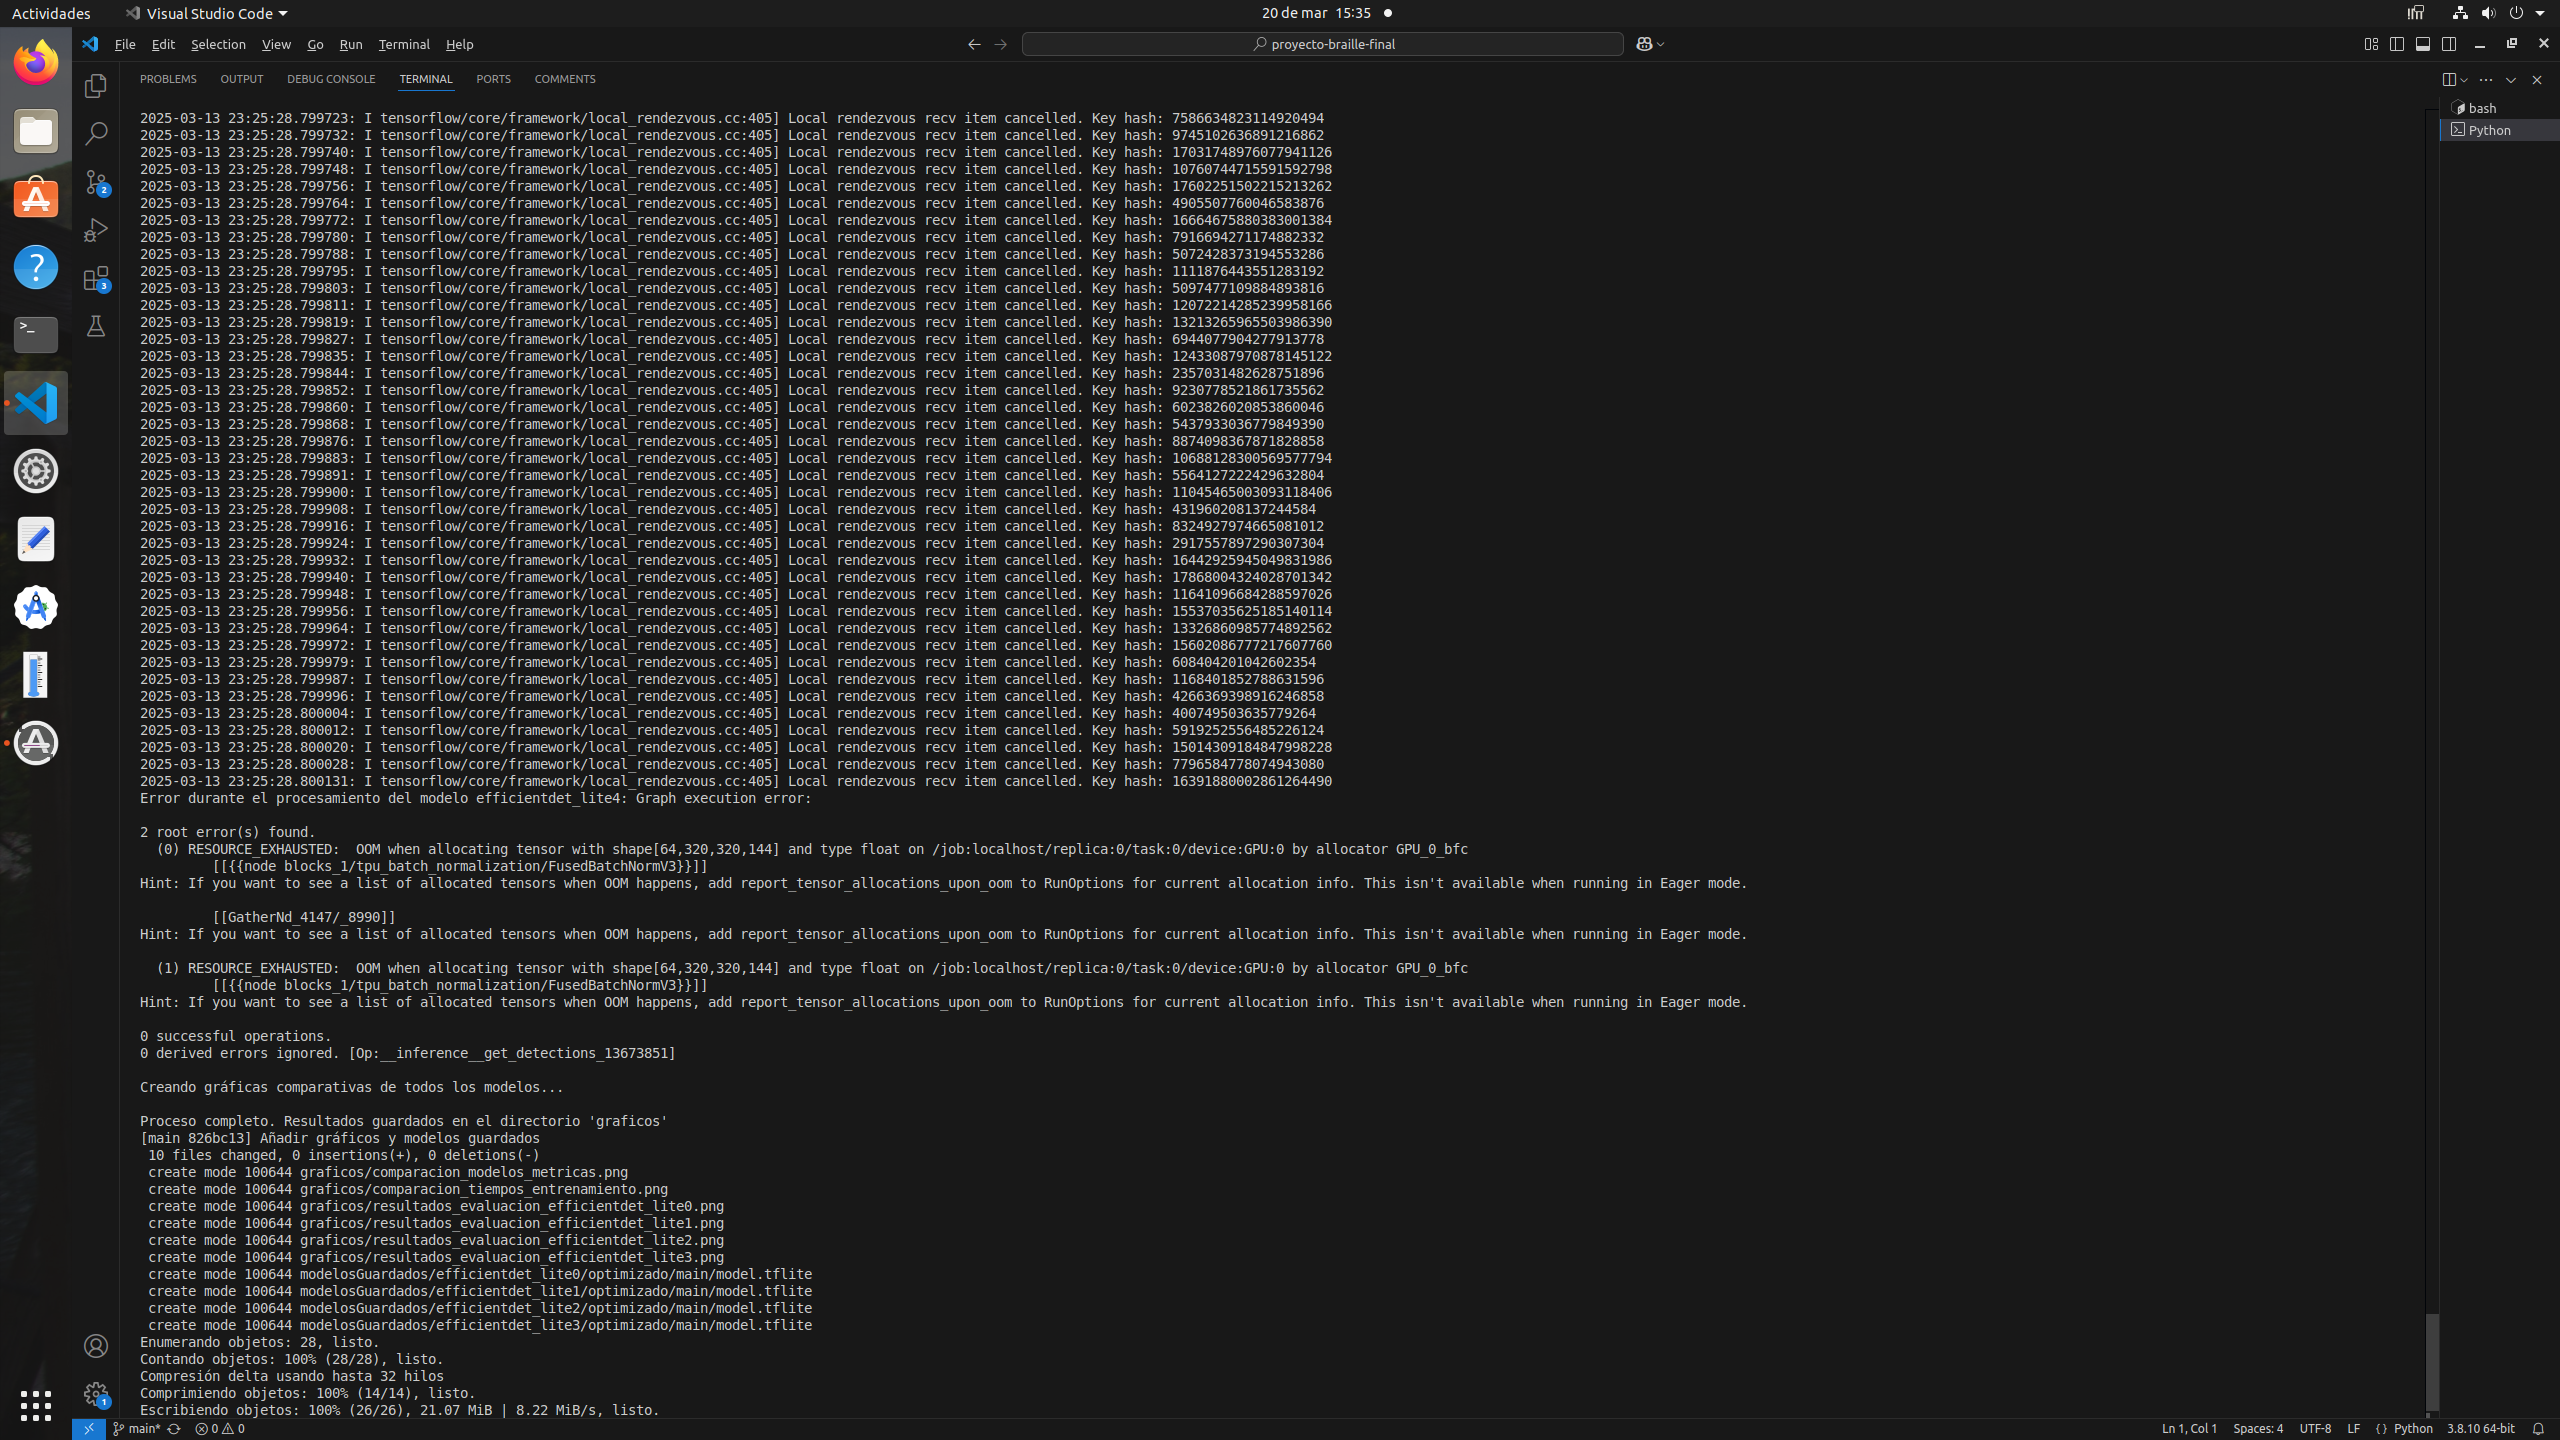 Actividades
Visual Studio Code
20 de mar 15:35
File Edit Selection View Go Run Terminal Help
proyecto-braille-final
PROBLEMS OUTPUT DEBUG CONSOLE TERMINAL PORTS COMMENTS
bash
Python
2025-03-13 23:25:28.799723: I tensorflow/core/framework/local_rendezvous.cc:405] Local rendezvous recv item cancelled. Key hash: 7586634823114920494
2025-03-13 23:25:28.799732: I tensorflow/core/framework/local_rendezvous.cc:405] Local rendezvous recv item cancelled. Key hash: 9745102636891216862
2025-03-13 23:25:28.799740: I tensorflow/core/framework/local_rendezvous.cc:405] Local rendezvous recv item cancelled. Key hash: 17031748976077941126
2025-03-13 23:25:28.799748: I tensorflow/core/framework/local_rendezvous.cc:405] Local rendezvous recv item cancelled. Key hash: 10760744715591592798
2025-03-13 23:25:28.799756: I tensorflow/core/framework/local_rendezvous.cc:405] Local rendezvous recv item cancelled. Key hash: 17602251502215213262
2025-03-13 23:25:28.799764: I tensorflow/core/framework/local_rendezvous.cc:405] Local rendezvous recv item cancelled. Key hash: 4905507760046583876
2025-03-13 23:25:28.799772: I tensorflow/core/framework/local_rendezvous.cc:405] Local rendezvous recv item cancelled. Key hash: 16664675880383001384
2025-03-13 23:25:28.799780: I tensorflow/core/framework/local_rendezvous.cc:405] Local rendezvous recv item cancelled. Key hash: 7916694271174882332
2025-03-13 23:25:28.799788: I tensorflow/core/framework/local_rendezvous.cc:405] Local rendezvous recv item cancelled. Key hash: 5072428373194553286
2025-03-13 23:25:28.799795: I tensorflow/core/framework/local_rendezvous.cc:405] Local rendezvous recv item cancelled. Key hash: 1111876443551283192
2025-03-13 23:25:28.799803: I tensorflow/core/framework/local_rendezvous.cc:405] Local rendezvous recv item cancelled. Key hash: 5097477109884893816
2025-03-13 23:25:28.799811: I tensorflow/core/framework/local_rendezvous.cc:405] Local rendezvous recv item cancelled. Key hash: 12072214285239958166
2025-03-13 23:25:28.799819: I tensorflow/core/framework/local_rendezvous.cc:405] Local rendezvous recv item cancelled. Key hash: 13213265965503986390
2025-03-13 23:25:28.799827: I tensorflow/core/framework/local_rendezvous.cc:405] Local rendezvous recv item cancelled. Key hash: 6944077904277913778
2025-03-13 23:25:28.799835: I tensorflow/core/framework/local_rendezvous.cc:405] Local rendezvous recv item cancelled. Key hash: 12433087970878145122
2025-03-13 23:25:28.799844: I tensorflow/core/framework/local_rendezvous.cc:405] Local rendezvous recv item cancelled. Key hash: 2357031482628751896
2025-03-13 23:25:28.799852: I tensorflow/core/framework/local_rendezvous.cc:405] Local rendezvous recv item cancelled. Key hash: 9230778521861735562
2025-03-13 23:25:28.799860: I tensorflow/core/framework/local_rendezvous.cc:405] Local rendezvous recv item cancelled. Key hash: 6023826020853860046
2025-03-13 23:25:28.799868: I tensorflow/core/framework/local_rendezvous.cc:405] Local rendezvous recv item cancelled. Key hash: 5437933036779849390
2025-03-13 23:25:28.799876: I tensorflow/core/framework/local_rendezvous.cc:405] Local rendezvous recv item cancelled. Key hash: 8874098367871828858
2025-03-13 23:25:28.799883: I tensorflow/core/framework/local_rendezvous.cc:405] Local rendezvous recv item cancelled. Key hash: 10688128300569577794
2025-03-13 23:25:28.799891: I tensorflow/core/framework/local_rendezvous.cc:405] Local rendezvous recv item cancelled. Key hash: 5564127222429632804
2025-03-13 23:25:28.799900: I tensorflow/core/framework/local_rendezvous.cc:405] Local rendezvous recv item cancelled. Key hash: 11045465003093118406
2025-03-13 23:25:28.799908: I tensorflow/core/framework/local_rendezvous.cc:405] Local rendezvous recv item cancelled. Key hash: 431960208137244584
2025-03-13 23:25:28.799916: I tensorflow/core/framework/local_rendezvous.cc:405] Local rendezvous recv item cancelled. Key hash: 8324927974665081012
2025-03-13 23:25:28.799924: I tensorflow/core/framework/local_rendezvous.cc:405] Local rendezvous recv item cancelled. Key hash: 2917557897290307304
2025-03-13 23:25:28.799932: I tensorflow/core/framework/local_rendezvous.cc:405] Local rendezvous recv item cancelled. Key hash: 16442925945049831986
2025-03-13 23:25:28.799940: I tensorflow/core/framework/local_rendezvous.cc:405] Local rendezvous recv item cancelled. Key hash: 17868004324028701342
2025-03-13 23:25:28.799948: I tensorflow/core/framework/local_rendezvous.cc:405] Local rendezvous recv item cancelled. Key hash: 11641096684288597026
2025-03-13 23:25:28.799956: I tensorflow/core/framework/local_rendezvous.cc:405] Local rendezvous recv item cancelled. Key hash: 15537035625185140114
2025-03-13 23:25:28.799964: I tensorflow/core/framework/local_rendezvous.cc:405] Local rendezvous recv item cancelled. Key hash: 13326860985774892562
2025-03-13 23:25:28.799972: I tensorflow/core/framework/local_rendezvous.cc:405] Local rendezvous recv item cancelled. Key hash: 15602086777217607760
2025-03-13 23:25:28.799979: I tensorflow/core/framework/local_rendezvous.cc:405] Local rendezvous recv item cancelled. Key hash: 608404201042602354
2025-03-13 23:25:28.799987: I tensorflow/core/framework/local_rendezvous.cc:405] Local rendezvous recv item cancelled. Key hash: 1168401852788631596
2025-03-13 23:25:28.799996: I tensorflow/core/framework/local_rendezvous.cc:405] Local rendezvous recv item cancelled. Key hash: 4266369398916246858
2025-03-13 23:25:28.800004: I tensorflow/core/framework/local_rendezvous.cc:405] Local rendezvous recv item cancelled. Key hash: 400749503635779264
2025-03-13 23:25:28.800012: I tensorflow/core/framework/local_rendezvous.cc:405] Local rendezvous recv item cancelled. Key hash: 5919252556485226124
2025-03-13 23:25:28.800020: I tensorflow/core/framework/local_rendezvous.cc:405] Local rendezvous recv item cancelled. Key hash: 15014309184847998228
2025-03-13 23:25:28.800028: I tensorflow/core/framework/local_rendezvous.cc:405] Local rendezvous recv item cancelled. Key hash: 7796584778074943080
2025-03-13 23:25:28.800131: I tensorflow/core/framework/local_rendezvous.cc:405] Local rendezvous recv item cancelled. Key hash: 16391880002861264490
Error durante el procesamiento del modelo efficientdet_lite4: Graph execution error:
2 root error(s) found.
(0) RESOURCE_EXHAUSTED:  OOM when allocating tensor with shape[64,320,320,144] and type float on /job:localhost/replica:0/task:0/device:GPU:0 by allocator GPU_0_bfc
[[{{node blocks_1/tpu_batch_normalization/FusedBatchNormV3}}]]
Hint: If you want to see a list of allocated tensors when OOM happens, add report_tensor_allocations_upon_oom to RunOptions for current allocation info. This isn't available when running in Eager mode.
[[GatherNd_4147/_8990]]
Hint: If you want to see a list of allocated tensors when OOM happens, add report_tensor_allocations_upon_oom to RunOptions for current allocation info. This isn't available when running in Eager mode.
(1) RESOURCE_EXHAUSTED:  OOM when allocating tensor with shape[64,320,320,144] and type float on /job:localhost/replica:0/task:0/device:GPU:0 by allocator GPU_0_bfc
[[{{node blocks_1/tpu_batch_normalization/FusedBatchNormV3}}]]
Hint: If you want to see a list of allocated tensors when OOM happens, add report_tensor_allocations_upon_oom to RunOptions for current allocation info. This isn't available when running in Eager mode.
0 successful operations.
0 derived errors ignored. [Op:__inference__get_detections_13673851]
Creando gráficas comparativas de todos los modelos...
Proceso completo. Resultados guardados en el directorio 'graficos'
[main 826bc13] Añadir gráficos y modelos guardados
10 files changed, 0 insertions(+), 0 deletions(-)
create mode 100644 graficos/comparacion_modelos_metricas.png
create mode 100644 graficos/comparacion_tiempos_entrenamiento.png
create mode 100644 graficos/resultados_evaluacion_efficientdet_lite0.png
create mode 100644 graficos/resultados_evaluacion_efficientdet_lite1.png
create mode 100644 graficos/resultados_evaluacion_efficientdet_lite2.png
create mode 100644 graficos/resultados_evaluacion_efficientdet_lite3.png
create mode 100644 modelosGuardados/efficientdet_lite0/optimizado/main/model.tflite
create mode 100644 modelosGuardados/efficientdet_lite1/optimizado/main/model.tflite
create mode 100644 modelosGuardados/efficientdet_lite2/optimizado/main/model.tflite
create mode 100644 modelosGuardados/efficientdet_lite3/optimizado/main/model.tflite
Enumerando objetos: 28, listo.
Contando objetos: 100% (28/28), listo.
Compresión delta usando hasta 32 hilos
Comprimiendo objetos: 100% (14/14), listo.
Escribiendo objetos: 100% (26/26), 21.07 MiB | 8.22 MiB/s, listo.
2
3
1
main* 0 0
Ln 1, Col 1 Spaces: 4 UTF-8 LF {} Python 3.8.10 64-bit